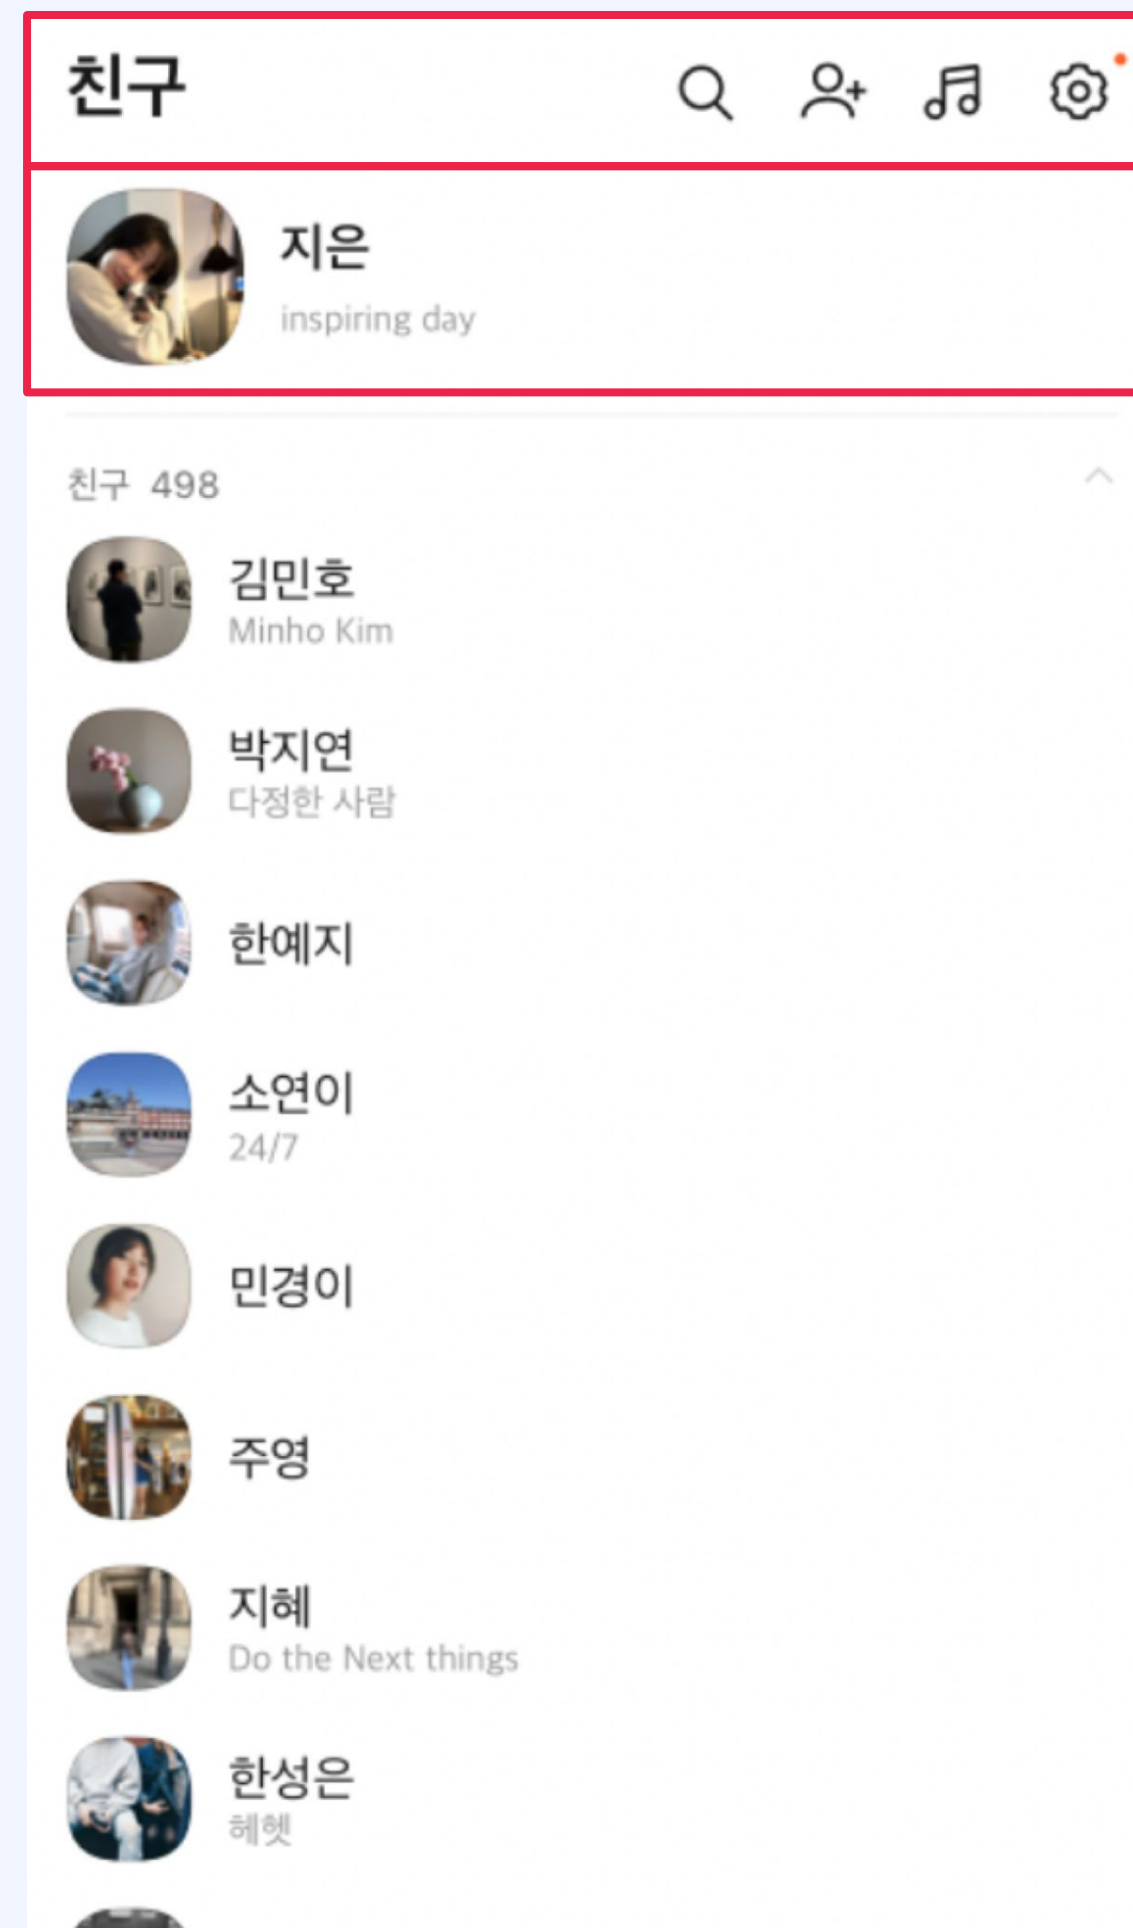 친구
지은
inspiring day
친구 498
김민호
Minho Kim
박지연
다정한 사람
한예지
소연이
24/7
민경이
주영
지혜
Do the Next things
한성은
헤헷